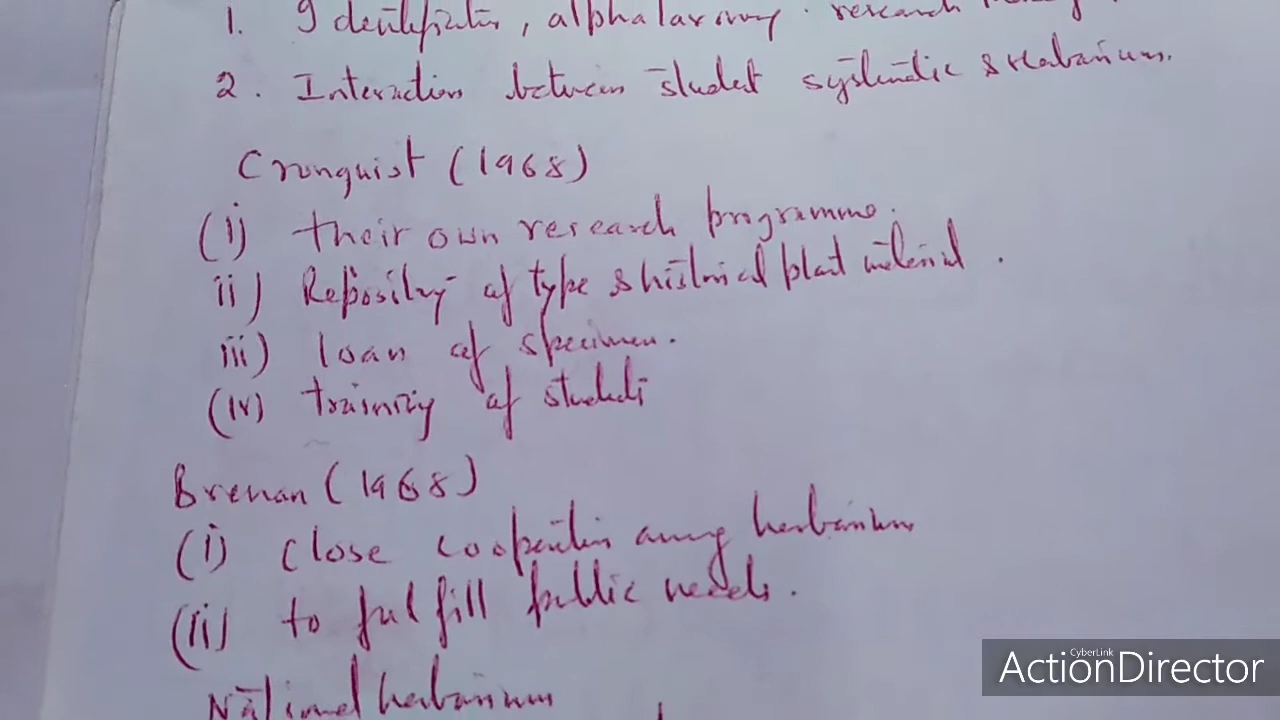 1. Identification, alphataxonomy. research
2. Interaction between student systematic & Herbarium.
Cronquist (1968)
(i) their own research programme.
ii) Repository of type & historical plant material.
iii) loan of specimen.
(iv) training of students
Brenan (1968)
(i) close cooperation among herbarium
(ii) to fulfill public needs.
National herbarium
CyberLink
ActionDirector